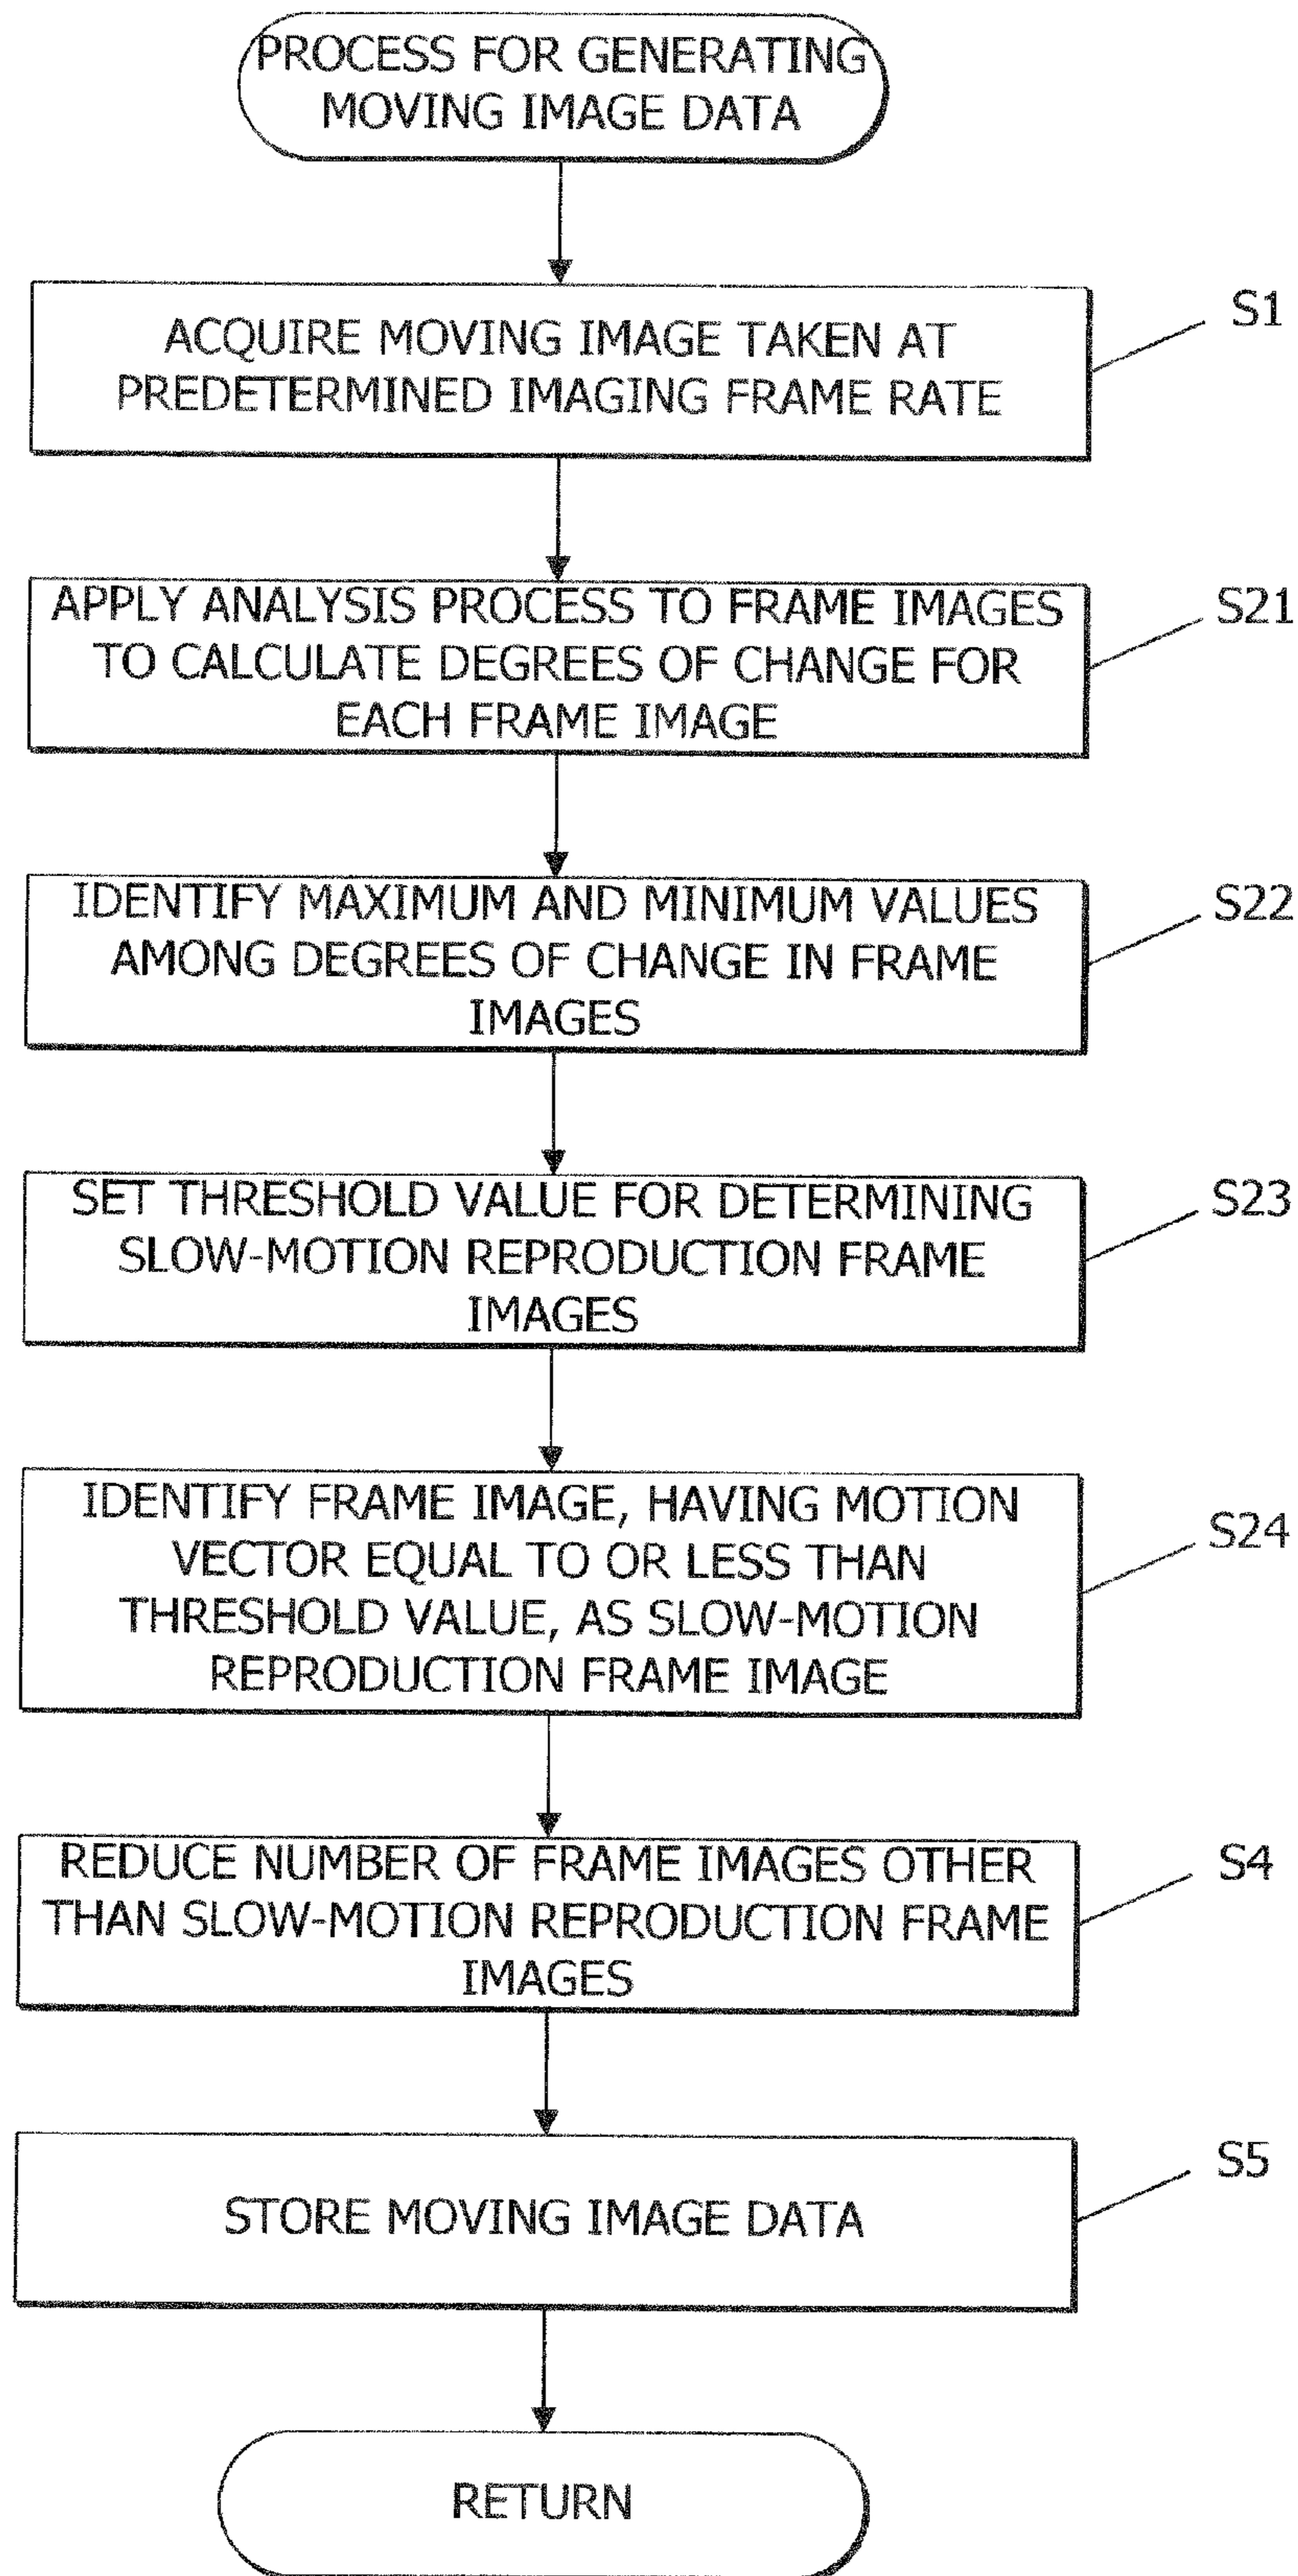 PROCESS FOR GENERATING
MOVING IMAGE DATA
ACQUIRE MOVING IMAGE TAKEN AT
PREDETERMINED IMAGING FRAME RATE
S1
APPLY ANALYSIS PROCESS TO FRAME IMAGES
TO CALCULATE DEGREES OF CHANGE FOR
EACH FRAME IMAGE
S21
IDENTIFY MAXIMUM AND MINIMUM VALUES
AMONG DEGREES OF CHANGE IN FRAME
IMAGES
S22
SET THRESHOLD VALUE FOR DETERMINING
SLOW-MOTION REPRODUCTION FRAME
IMAGES
S23
IDENTIFY FRAME IMAGE, HAVING MOTION
VECTOR EQUAL TO OR LESS THAN
THRESHOLD VALUE, AS SLOW-MOTION
REPRODUCTION FRAME IMAGE
S24
REDUCE NUMBER OF FRAME IMAGES OTHER
THAN SLOW-MOTION REPRODUCTION FRAME
IMAGES
S4
STORE MOVING IMAGE DATA
S5
RETURN